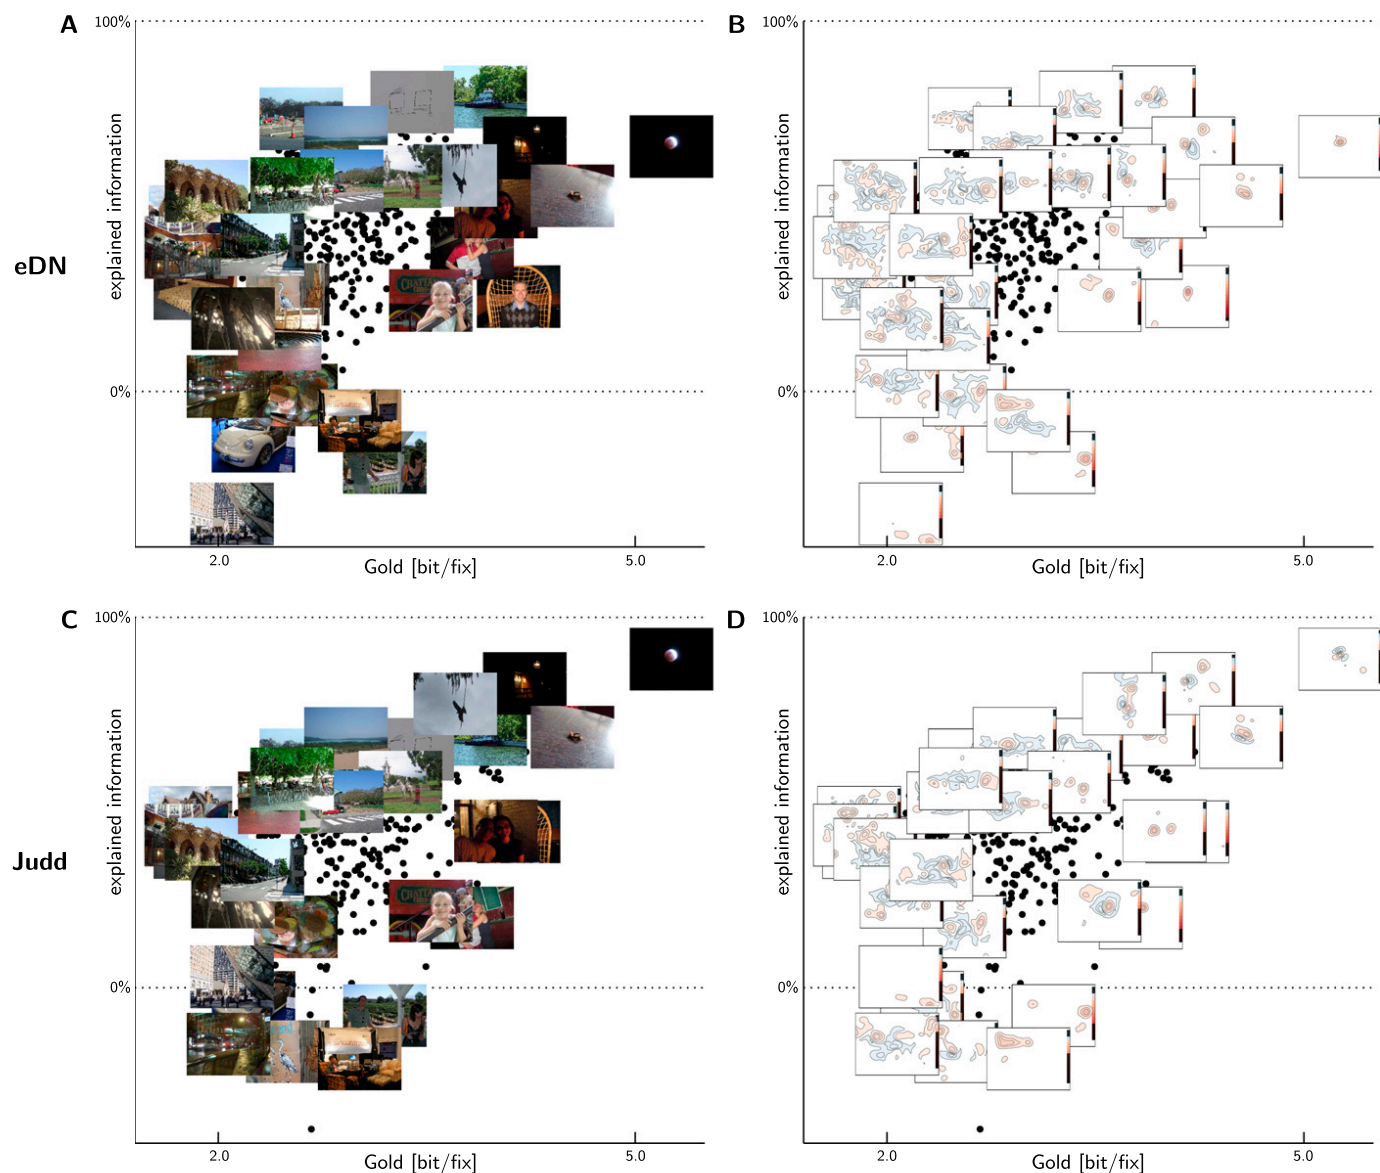 A
100%
explained information
eDN
0%
2.0
5.0
Gold [bit/fix]
CHATTA
B
100%
explained information
0%
2.0
5.0
Gold [bit/fix]
C
100%
explained information
Judd
0%
2.0
5.0
Gold [bit/fix]
CHATTA
D
100%
explained information
0%
2.0
5.0
Gold [bit/fix]